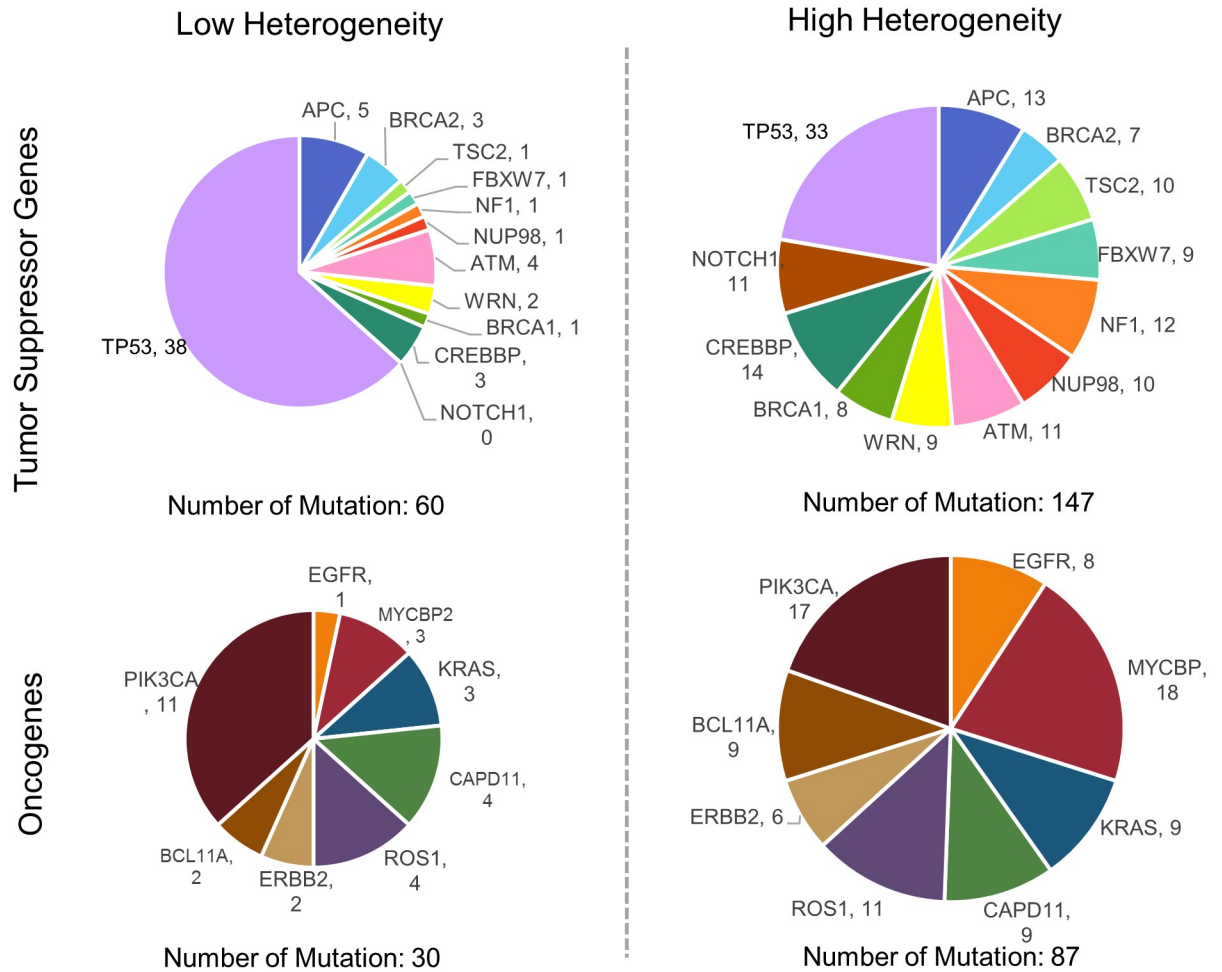 Low Heterogeneity
High Heterogeneity
Tumor Suppressor Genes
APC, 5
BRCA2, 3
TSC2, 1
FBXW7, 1
NF1, 1
NUP98, 1
ATM, 4
WRN, 2
BRCA1, 1
CREBBP,
3
NOTCH1,
0
TP53, 38
Number of Mutation: 60
APC, 13
BRCA2, 7
TSC2, 10
FBXW7, 9
NF1, 12
NUP98, 10
ATM, 11
WRN, 9
BRCA1, 8
CREBBP,
14
NOTCH1,
11
TP53, 33
Number of Mutation: 147
Oncogenes
EGFR,
1
MYCBP2
, 3
KRAS,
3
CAPD11,
4
ROS1,
4
ERBB2,
2
BCL11A,
2
PIK3CA
, 11
Number of Mutation: 30
EGFR, 8
MYCBP,
18
KRAS, 9
CAPD11,
9
ROS1, 11
ERBB2, 6
BCL11A,
9
PIK3CA,
17
Number of Mutation: 87